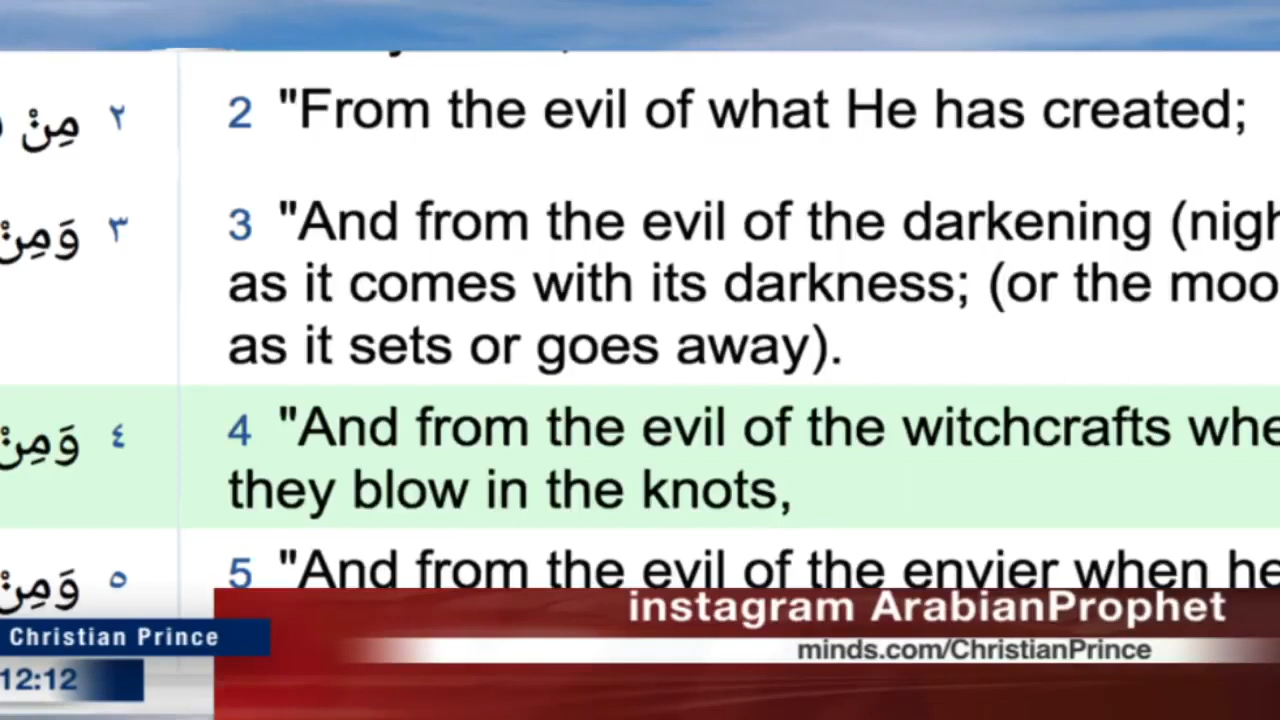 مِنْ ٢ 2 "From the evil of what He has created;
وَمِنْ ٣ 3 "And from the evil of the darkening
as it comes with its darkness; (or the
as it sets or goes away).
وَمِنْ ٤ 4 "And from the evil of the witchcrafts
they blow in the knots,
وَمِنْ ٥ 5 "And from the evil of the envier when he
instagram ArabianProphet
Christian Prince
minds.com/ChristianPrince
12:12